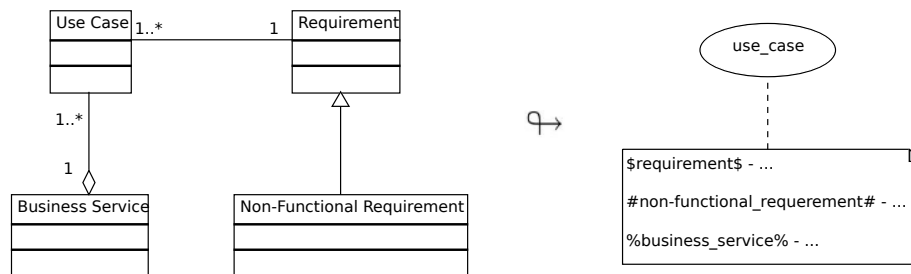 Use Case
Requirement
1..*
1
1..*
1
Business Service
Non-Functional Requirement
use_case
$requirement$ - ...
#non-functional_requerement# - ...
%business_service% - ...